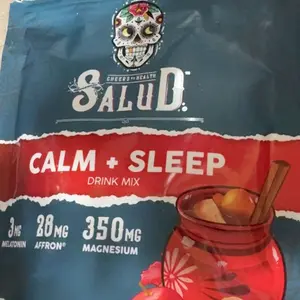 CHEERS TO HEALTH
SALUD.
CALM + SLEEP
DRINK MIX
3MG 28MG 350MG
MELATONIN AFFRON® MAGNESIUM